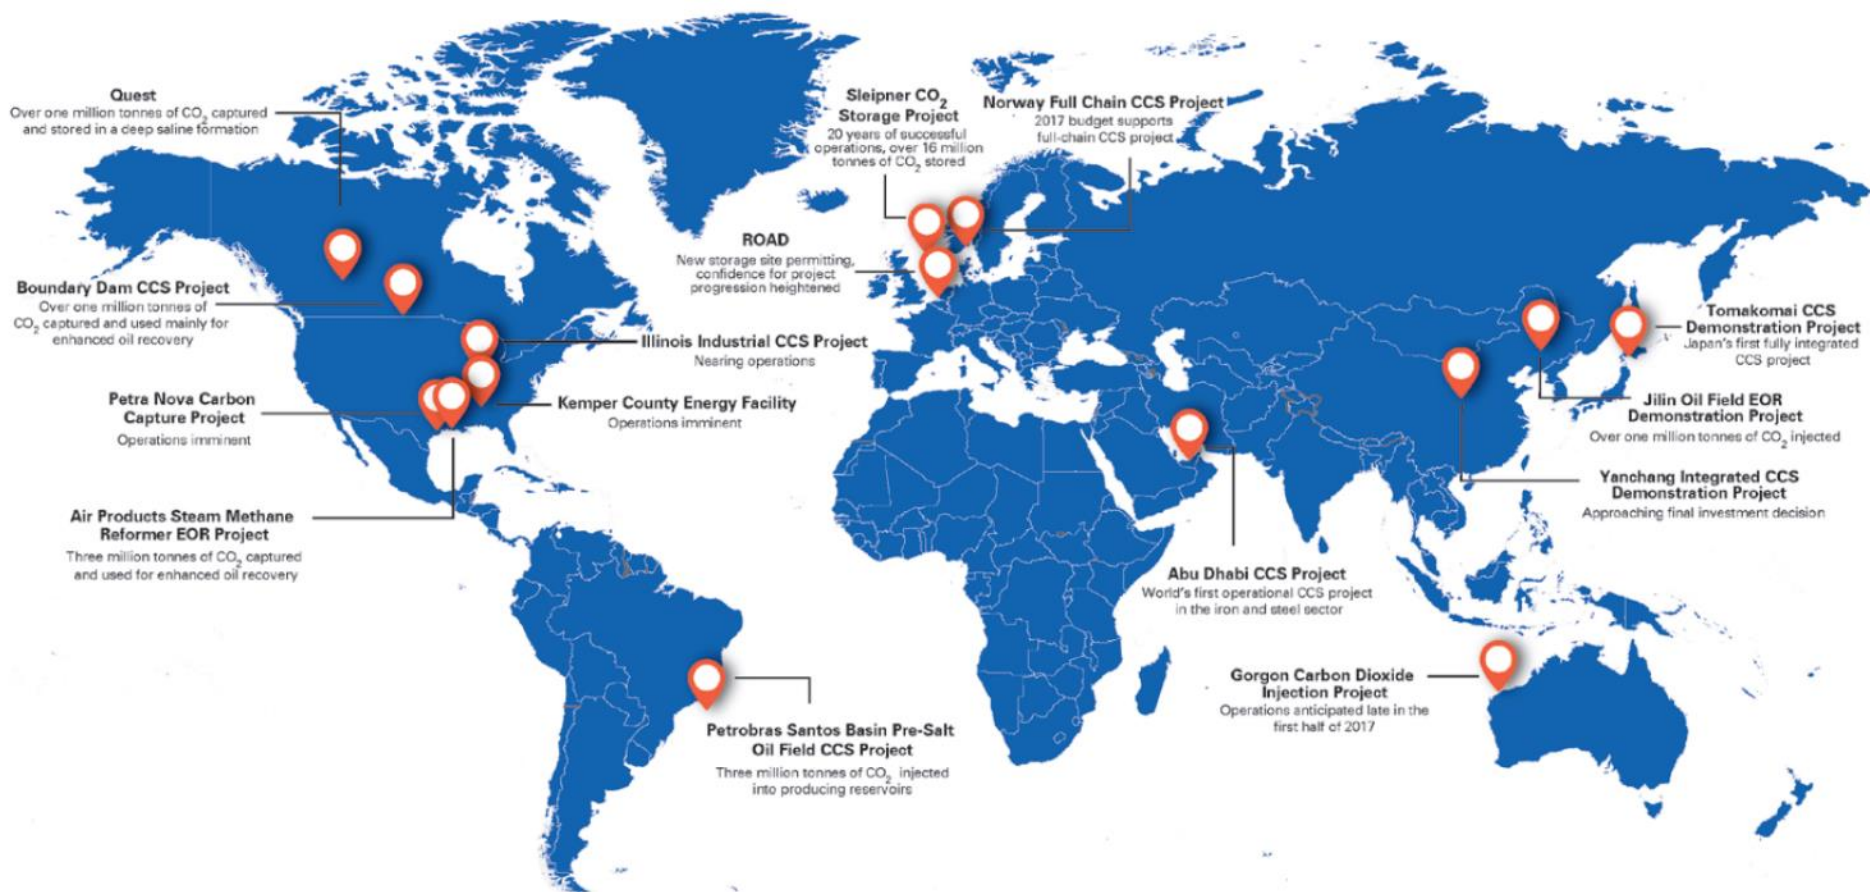 Quest
Over one million tonnes of CO₂ captured
and stored in a deep saline formation
Boundary Dam CCS Project
Over one million tonnes of
CO₂ captured and used mainly for
enhanced oil recovery
Petra Nova Carbon
Capture Project
Operations imminent
Air Products Steam Methane
Reformer EOR Project
Three million tonnes of CO₂ captured
and used for enhanced oil recovery
Illinois Industrial CCS Project
Nearing operations
Kemper County Energy Facility
Operations imminent
Petrobras Santos Basin Pre-Salt
Oil Field CCS Project
Three million tonnes of CO₂ injected
into producing reservoirs
Sleipner CO₂
Storage Project
20 years of successful
operations, over 16 million
tonnes of CO₂ stored
Norway Full Chain CCS Project
2017 budget supports
full-chain CCS project
ROAD
New storage site permitting,
confidence for project
progression heightened
Abu Dhabi CCS Project
World's first operational CCS project
in the iron and steel sector
Tomakomai CCS
Demonstration Project
Japan's first fully integrated
CCS project
Jilin Oil Field EOR
Demonstration Project
Over one million tonnes of CO₂ injected
Yanchang Integrated CCS
Demonstration Project
Approaching final investment decision
Gorgon Carbon Dioxide
Injection Project
Operations anticipated late in the
first half of 2017